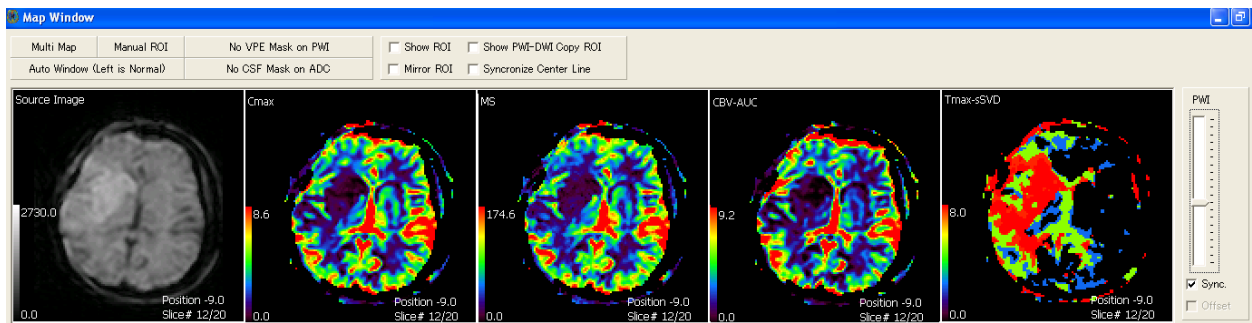 Map Window
Multi Map
Manual ROI
No VPE Mask on PWI
Show ROI
Show PWI-DWI Copy ROI
Auto Window (Left is Normal)
No CSF Mask on ADC
Mirror ROI
Syncronize Center Line
Source Image
2730.0
0.0
Position -9.0
Slice# 12/20
Cmax
8.6
0.0
Position -9.0
Slice# 12/20
MS
174.6
0.0
Position -9.0
Slice# 12/20
CBV-AUC
9.2
0.0
Position -9.0
Slice# 12/20
Tmax-sSVD
8.0
0.0
Position -9.0
Slice# 12/20
PWI
Sync.
Offset